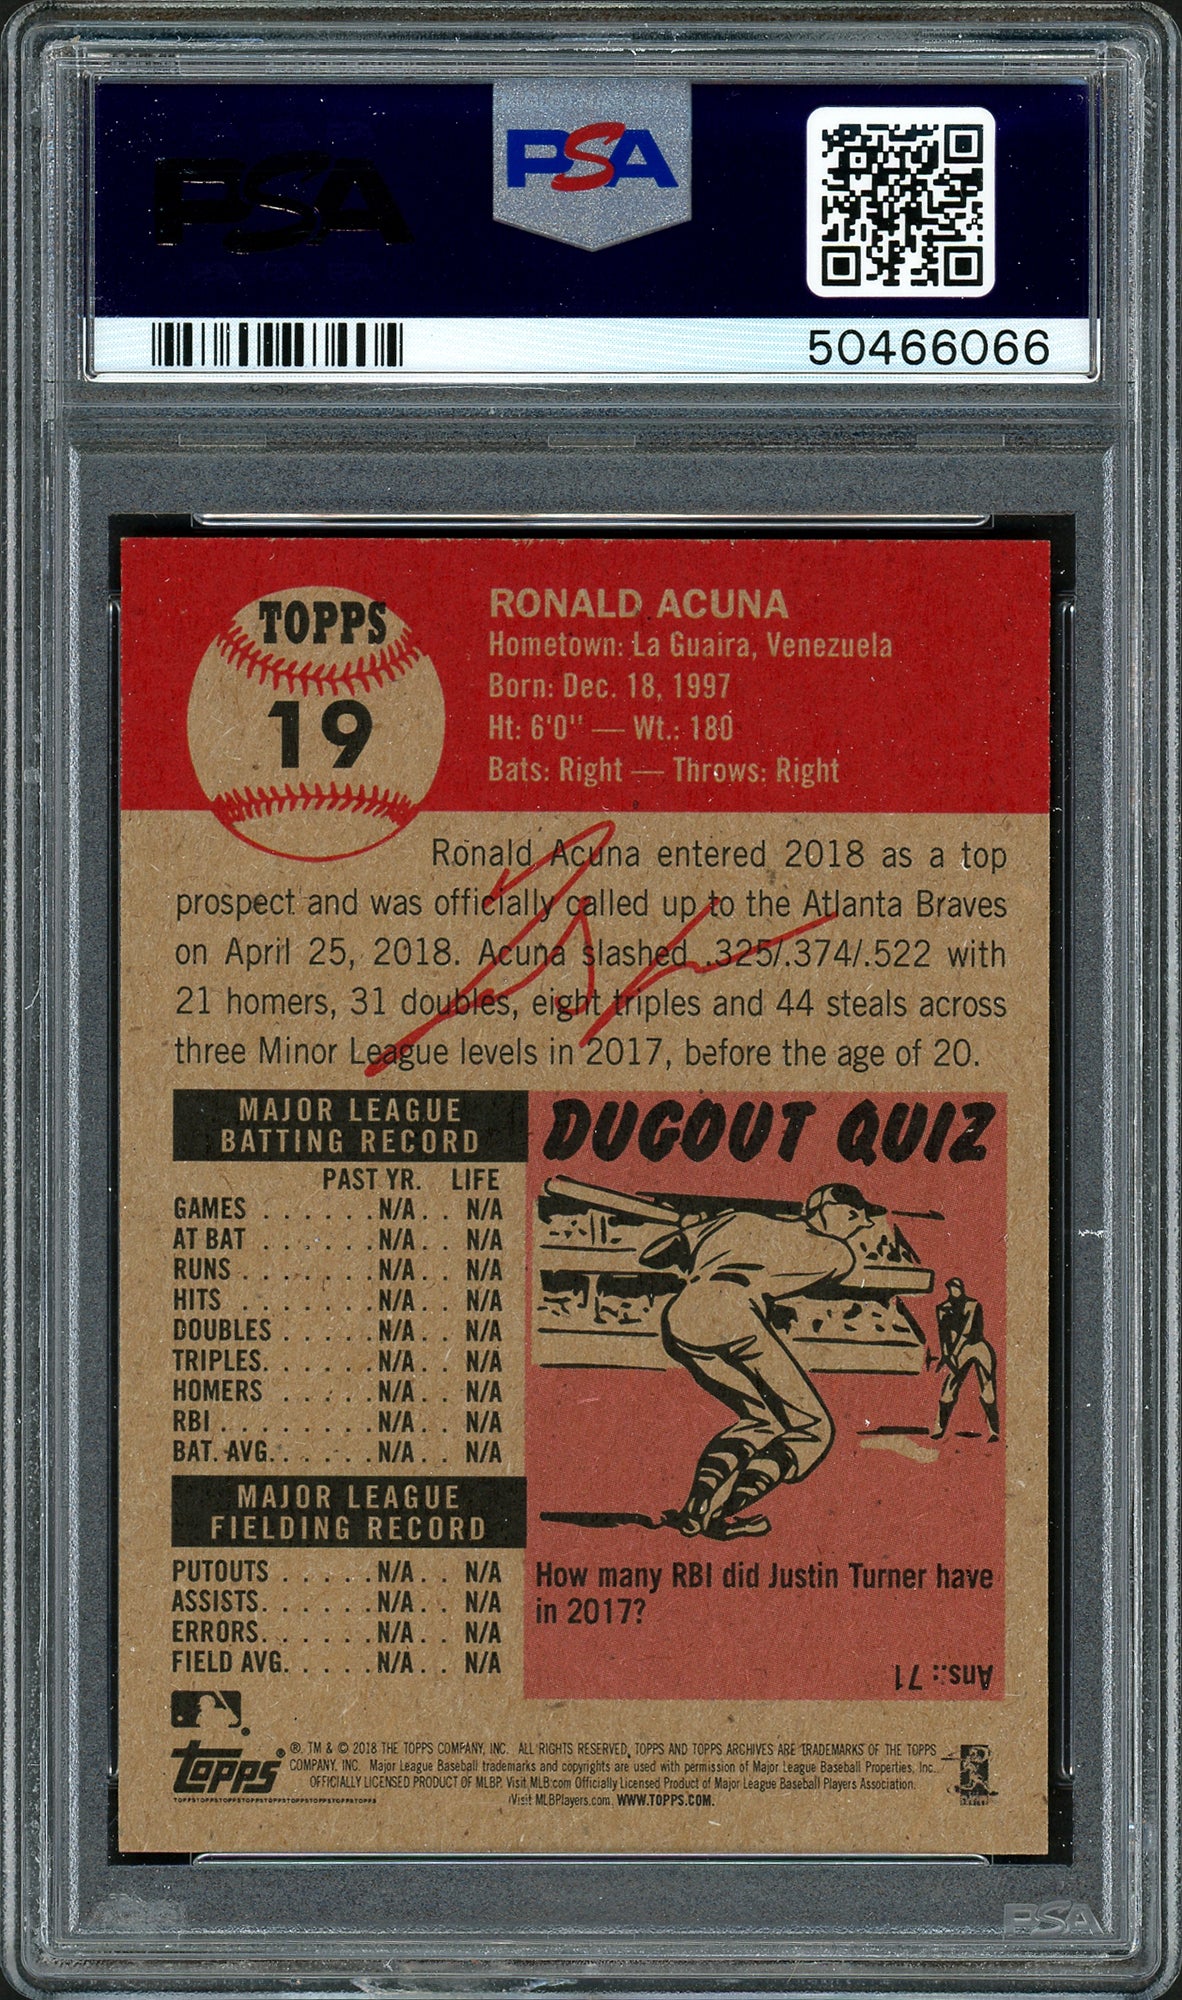 PSA
PSA
50466066
TOPPS
19
RONALD ACUNA
Hometown: La Guaira, Venezuela
Born: Dec. 18, 1997
Ht: 6'0" — Wt.: 180
Bats: Right — Throws: Right
Ronald Acuna entered 2018 as a top
prospect and was officially called up to the Atlanta Braves
on April 25, 2018. Acuna slashed .325/.374/.522 with
21 homers, 31 doubles, eight triples and 44 steals across
three Minor League levels in 2017, before the age of 20.
MAJOR LEAGUE
BATTING RECORD
PAST YR. LIFE
GAMES . . . . . . N/A . . N/A
AT BAT . . . . . . N/A . . N/A
RUNS . . . . . . . N/A . . N/A
HITS . . . . . . . N/A . . N/A
DOUBLES . . . . . N/A . . N/A
TRIPLES. . . . . . N/A . . N/A
HOMERS . . . . . N/A . . N/A
RBI . . . . . . . . N/A . . N/A
BAT. AVG. . . . . . N/A . . N/A
MAJOR LEAGUE
FIELDING RECORD
PUTOUTS . . . . . N/A . . N/A
ASSISTS. . . . . . N/A . . N/A
ERRORS. . . . . . N/A . . N/A
FIELD AVG. . . . . N/A . . N/A
DUGOUT QUIZ
How many RBI did Justin Turner have
in 2017?
Ans.: 71
topps®
®, TM & © 2018 THE TOPPS COMPANY, INC. ALL RIGHTS RESERVED. TOPPS AND TOPPS ARCHIVES ARE TRADEMARKS OF THE TOPPS
COMPANY, INC. Major League Baseball trademarks and copyrights are used with permission of Major League Baseball Properties, Inc.
OFFICIALLY LICENSED PRODUCT OF MLBP. Visit MLB.com Officially Licensed Product of Major League Baseball Players Association.
Visit MLBPlayers.com. WWW.TOPPS.COM.
PSA